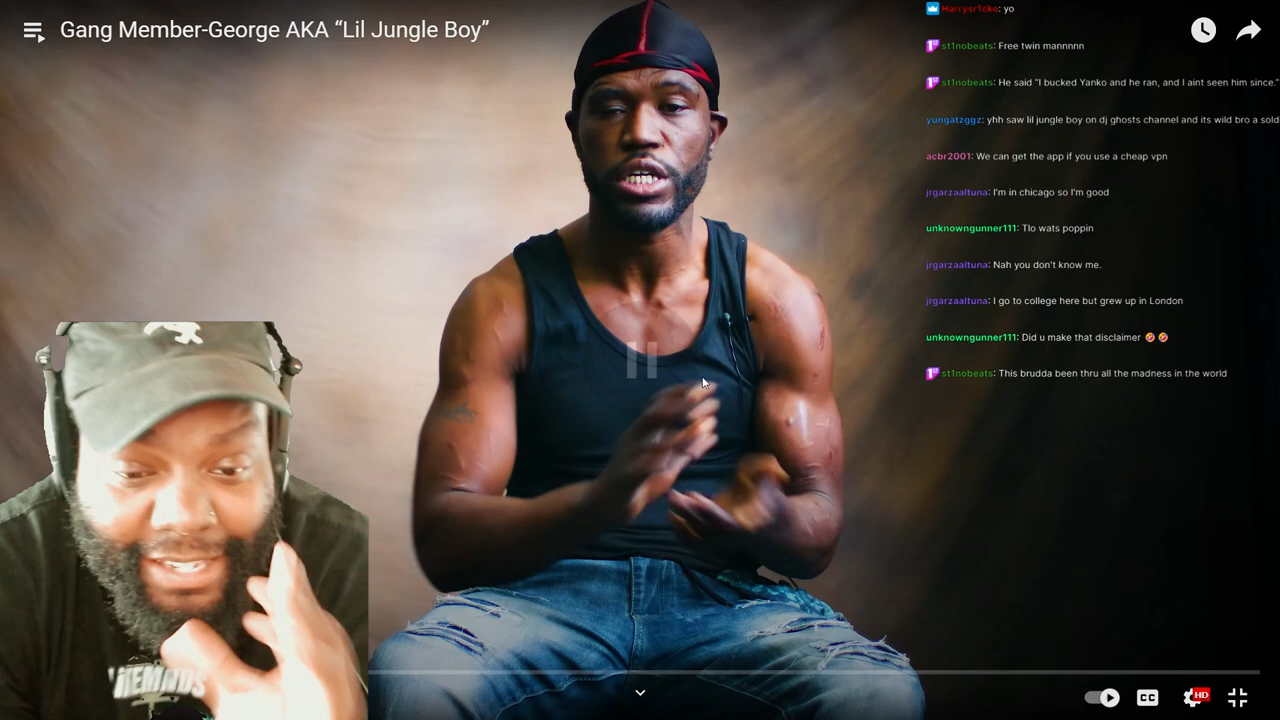 Gang Member-George AKA “Lil Jungle Boy”
Harrysr1cko: yo
st1nobeats: Free twin mannnnn
st1nobeats: He said "I bucked Yanko and he ran, and I aint seen him since."
yungatzggz: yhh saw lil jungle boy on dj ghosts channel and its wild bro a sold
acbr2001: We can get the app if you use a cheap vpn
jrgarzaaltuna: I'm in chicago so I'm good
unknowngunner111: Tlo wats poppin
jrgarzaaltuna: Nah you don't know me.
jrgarzaaltuna: I go to college here but grew up in London
unknowngunner111: Did u make that disclaimer 🤣 🤣
st1nobeats: This brudda been thru all the madness in the world
CC
HD